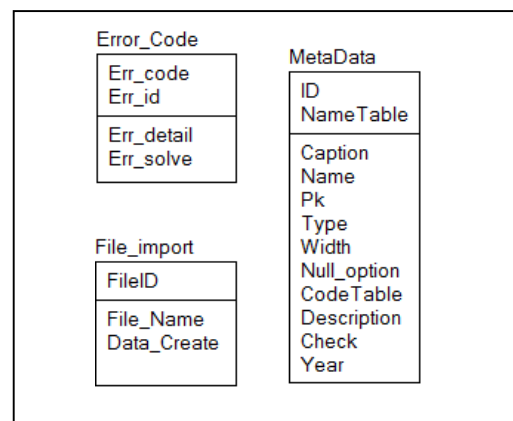 Error_Code
Err_code
Err_id
Err_detail
Err_solve
MetaData
ID
NameTable
Caption
Name
Pk
Type
Width
Null_option
CodeTable
Description
Check
Year
File_import
FileID
File_Name
Data_Create